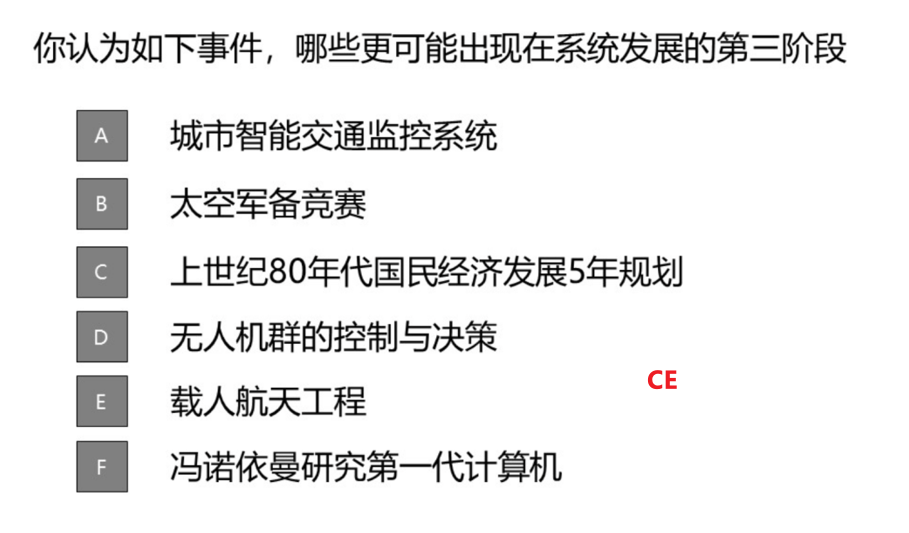 你认为如下事件，哪些更可能出现在系统发展的第三阶段
A 城市智能交通监控系统
B 太空军备竞赛
C 上世纪80年代国民经济发展5年规划
D 无人机群的控制与决策
CE
E 载人航天工程
F 冯诺依曼研究第一代计算机